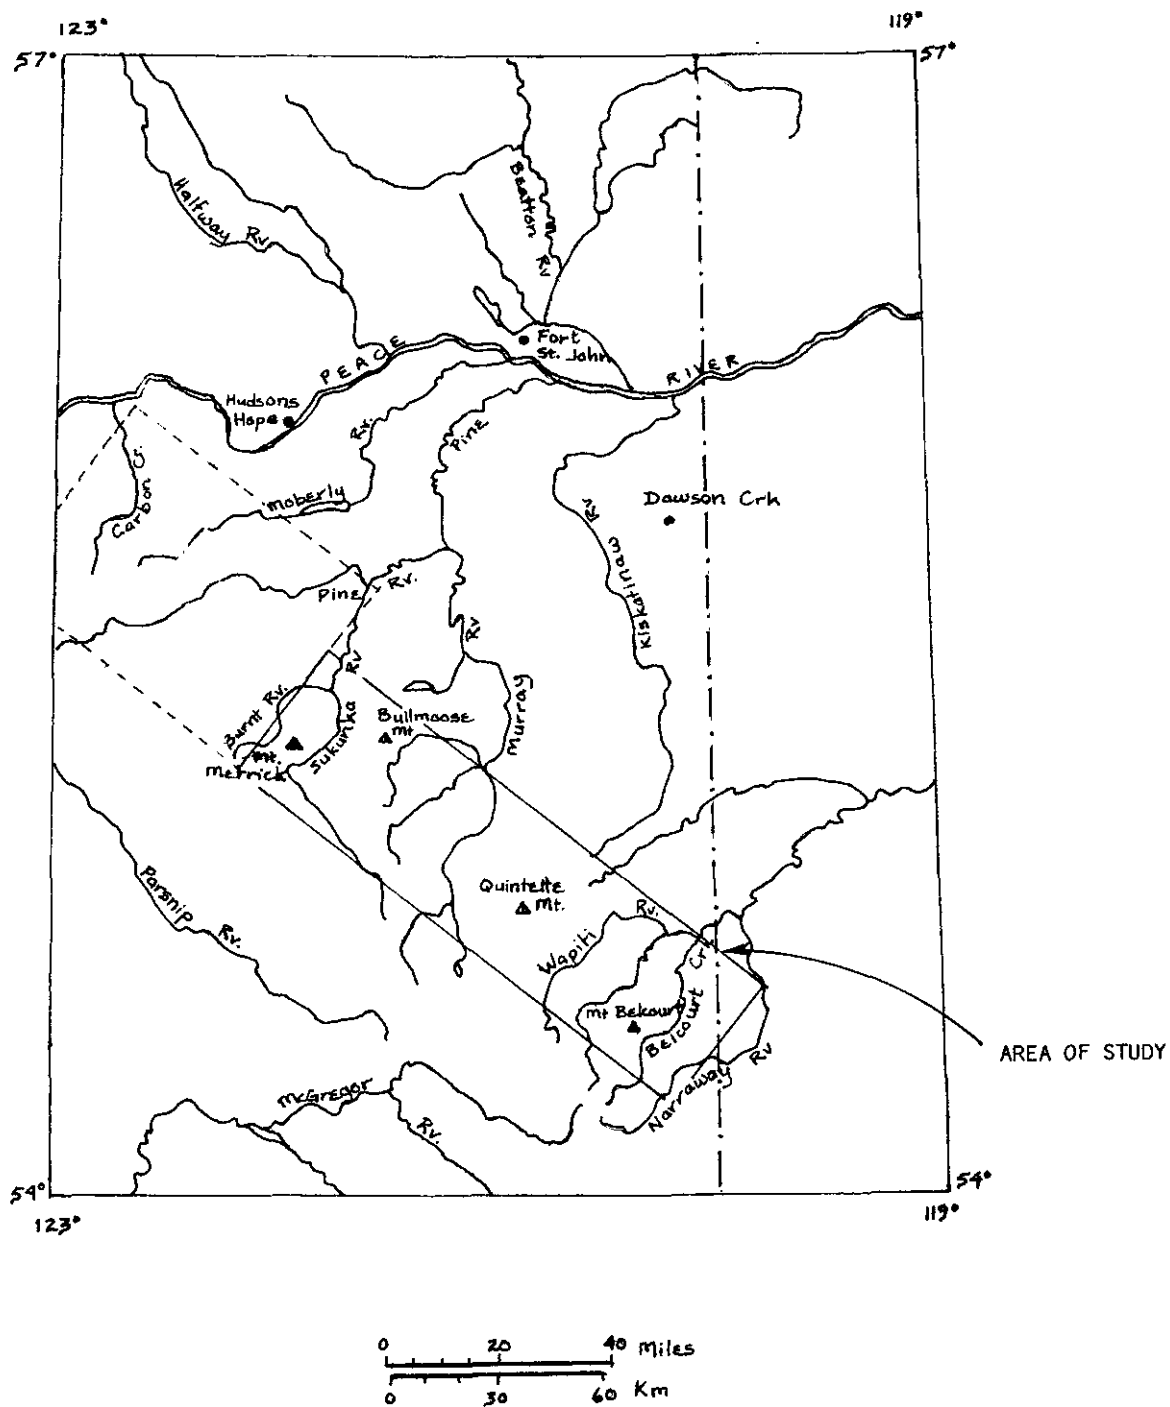 123°
119°
57°
57°
Halfway Rv.
Beatton Rv
Fort
St. John
PEACE RIVER
Hudsons
Hope
Carbon Cr.
Moberly Rv.
Pine
Pine Rv.
Dawson Crk
Kiskatinaw Rv
Rv
Murray
Burnt Rv.
Sukunka Rv
Bullmoose
Mt
Mt.
Merrick
Parsnip Rv.
Quintette
Mt.
Wapiti Rv.
Mt Belcourt
Belcourt Cr.
Narraway Rv
AREA OF STUDY
McGregor Rv.
54°
54°
123°
119°
0 20 40 Miles
0 30 60 Km